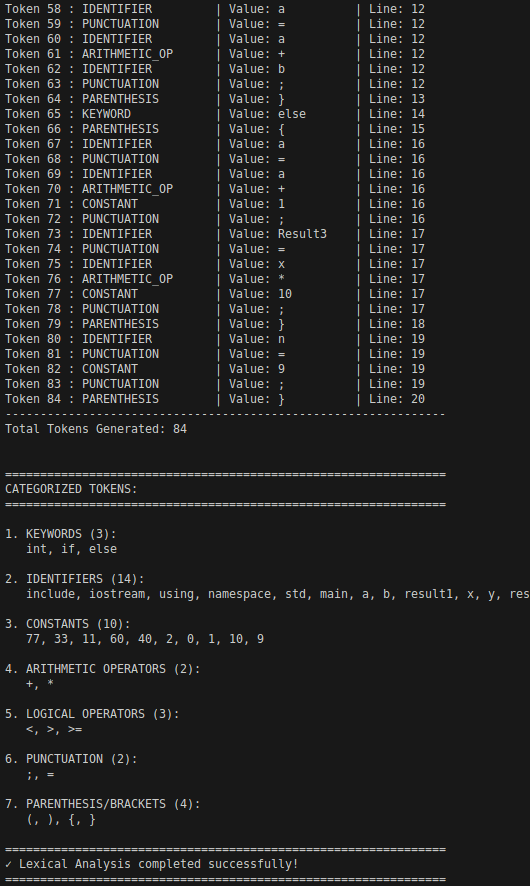 Token 58 : IDENTIFIER | Value: a | Line: 12
Token 59 : PUNCTUATION | Value: = | Line: 12
Token 60 : IDENTIFIER | Value: a | Line: 12
Token 61 : ARITHMETIC_OP | Value: + | Line: 12
Token 62 : IDENTIFIER | Value: b | Line: 12
Token 63 : PUNCTUATION | Value: ; | Line: 12
Token 64 : PARENTHESIS | Value: } | Line: 13
Token 65 : KEYWORD | Value: else | Line: 14
Token 66 : PARENTHESIS | Value: { | Line: 15
Token 67 : IDENTIFIER | Value: a | Line: 16
Token 68 : PUNCTUATION | Value: = | Line: 16
Token 69 : IDENTIFIER | Value: a | Line: 16
Token 70 : ARITHMETIC_OP | Value: + | Line: 16
Token 71 : CONSTANT | Value: 1 | Line: 16
Token 72 : PUNCTUATION | Value: ; | Line: 16
Token 73 : IDENTIFIER | Value: Result3 | Line: 17
Token 74 : PUNCTUATION | Value: = | Line: 17
Token 75 : IDENTIFIER | Value: x | Line: 17
Token 76 : ARITHMETIC_OP | Value: * | Line: 17
Token 77 : CONSTANT | Value: 10 | Line: 17
Token 78 : PUNCTUATION | Value: ; | Line: 17
Token 79 : PARENTHESIS | Value: } | Line: 18
Token 80 : IDENTIFIER | Value: n | Line: 19
Token 81 : PUNCTUATION | Value: = | Line: 19
Token 82 : CONSTANT | Value: 9 | Line: 19
Token 83 : PUNCTUATION | Value: ; | Line: 19
Token 84 : PARENTHESIS | Value: } | Line: 20
---------------------------------------------------------------
Total Tokens Generated: 84
===============================================================
CATEGORIZED TOKENS:
===============================================================
1. KEYWORDS (3):
int, if, else
2. IDENTIFIERS (14):
include, iostream, using, namespace, std, main, a, b, result1, x, y, res
3. CONSTANTS (10):
77, 33, 11, 60, 40, 2, 0, 1, 10, 9
4. ARITHMETIC OPERATORS (2):
+, *
5. LOGICAL OPERATORS (3):
<, >, >=
6. PUNCTUATION (2):
;, =
7. PARENTHESIS/BRACKETS (4):
(, ), {, }
===============================================================
✓ Lexical Analysis completed successfully!
===============================================================